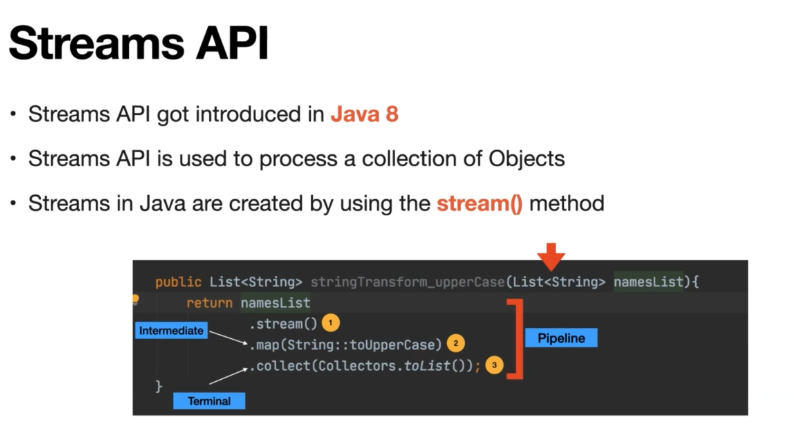 Streams API
• Streams API got introduced in Java 8
• Streams API is used to process a collection of Objects
• Streams in Java are created by using the stream() method
public List<String> stringTransform_upperCase(List<String> namesList){
return namesList
.stream() 1
Intermediate
.map(String::toUpperCase) 2
Pipeline
.collect(Collectors.toList()); 3
}
Terminal